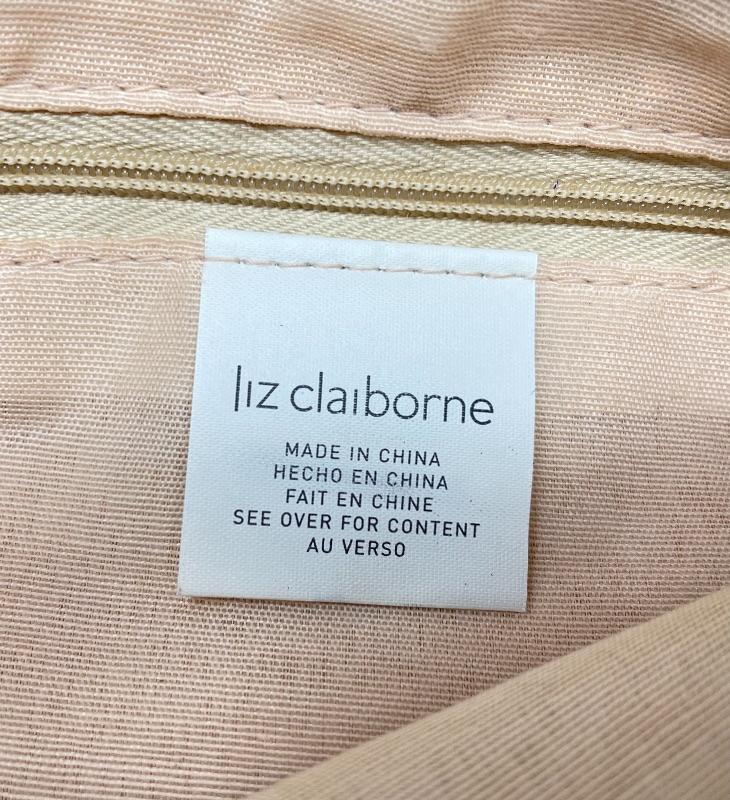 liz claiborne
MADE IN CHINA
HECHO EN CHINA
FAIT EN CHINE
SEE OVER FOR CONTENT
AU VERSO